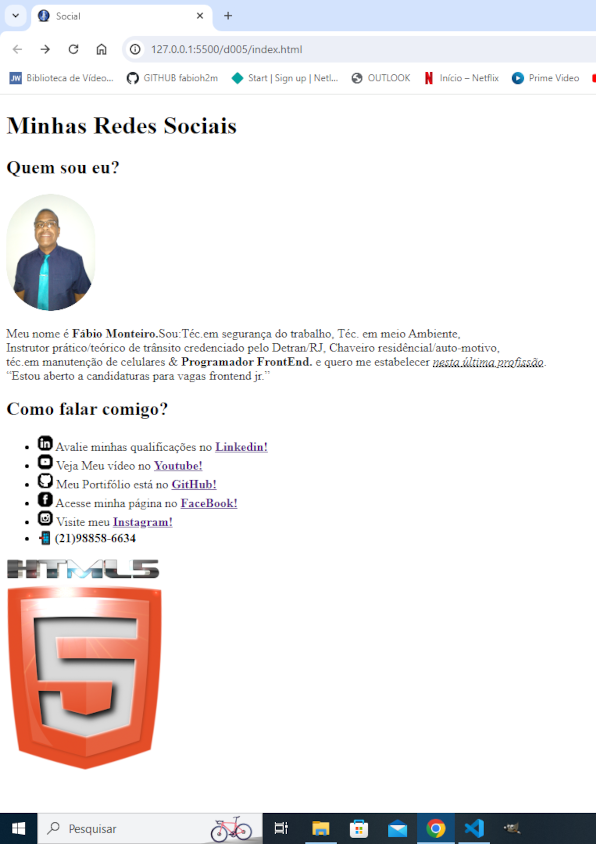 Social
127.0.0.1:5500/d005/index.html
JW Biblioteca de Vídeo... GITHUB fabioh2m Start | Sign up | Netl... OUTLOOK Início – Netflix Prime Video
Minhas Redes Sociais
Quem sou eu?
Meu nome é Fábio Monteiro.Sou:Téc.em segurança do trabalho, Téc. em meio Ambiente,
Instrutor prático/teórico de trânsito credenciado pelo Detran/RJ, Chaveiro residêncial/auto-motivo,
téc.em manutenção de celulares & Programador FrontEnd. e quero me estabelecer nesta última profissão.
“Estou aberto a candidaturas para vagas frontend jr.”
Como falar comigo?
in Avalie minhas qualificações no Linkedin!
Veja Meu vídeo no Youtube!
Meu Portifólio está no GitHub!
f Acesse minha página no FaceBook!
Visite meu Instagram!
(21)98858-6634
HTML5
5
Pesquisar